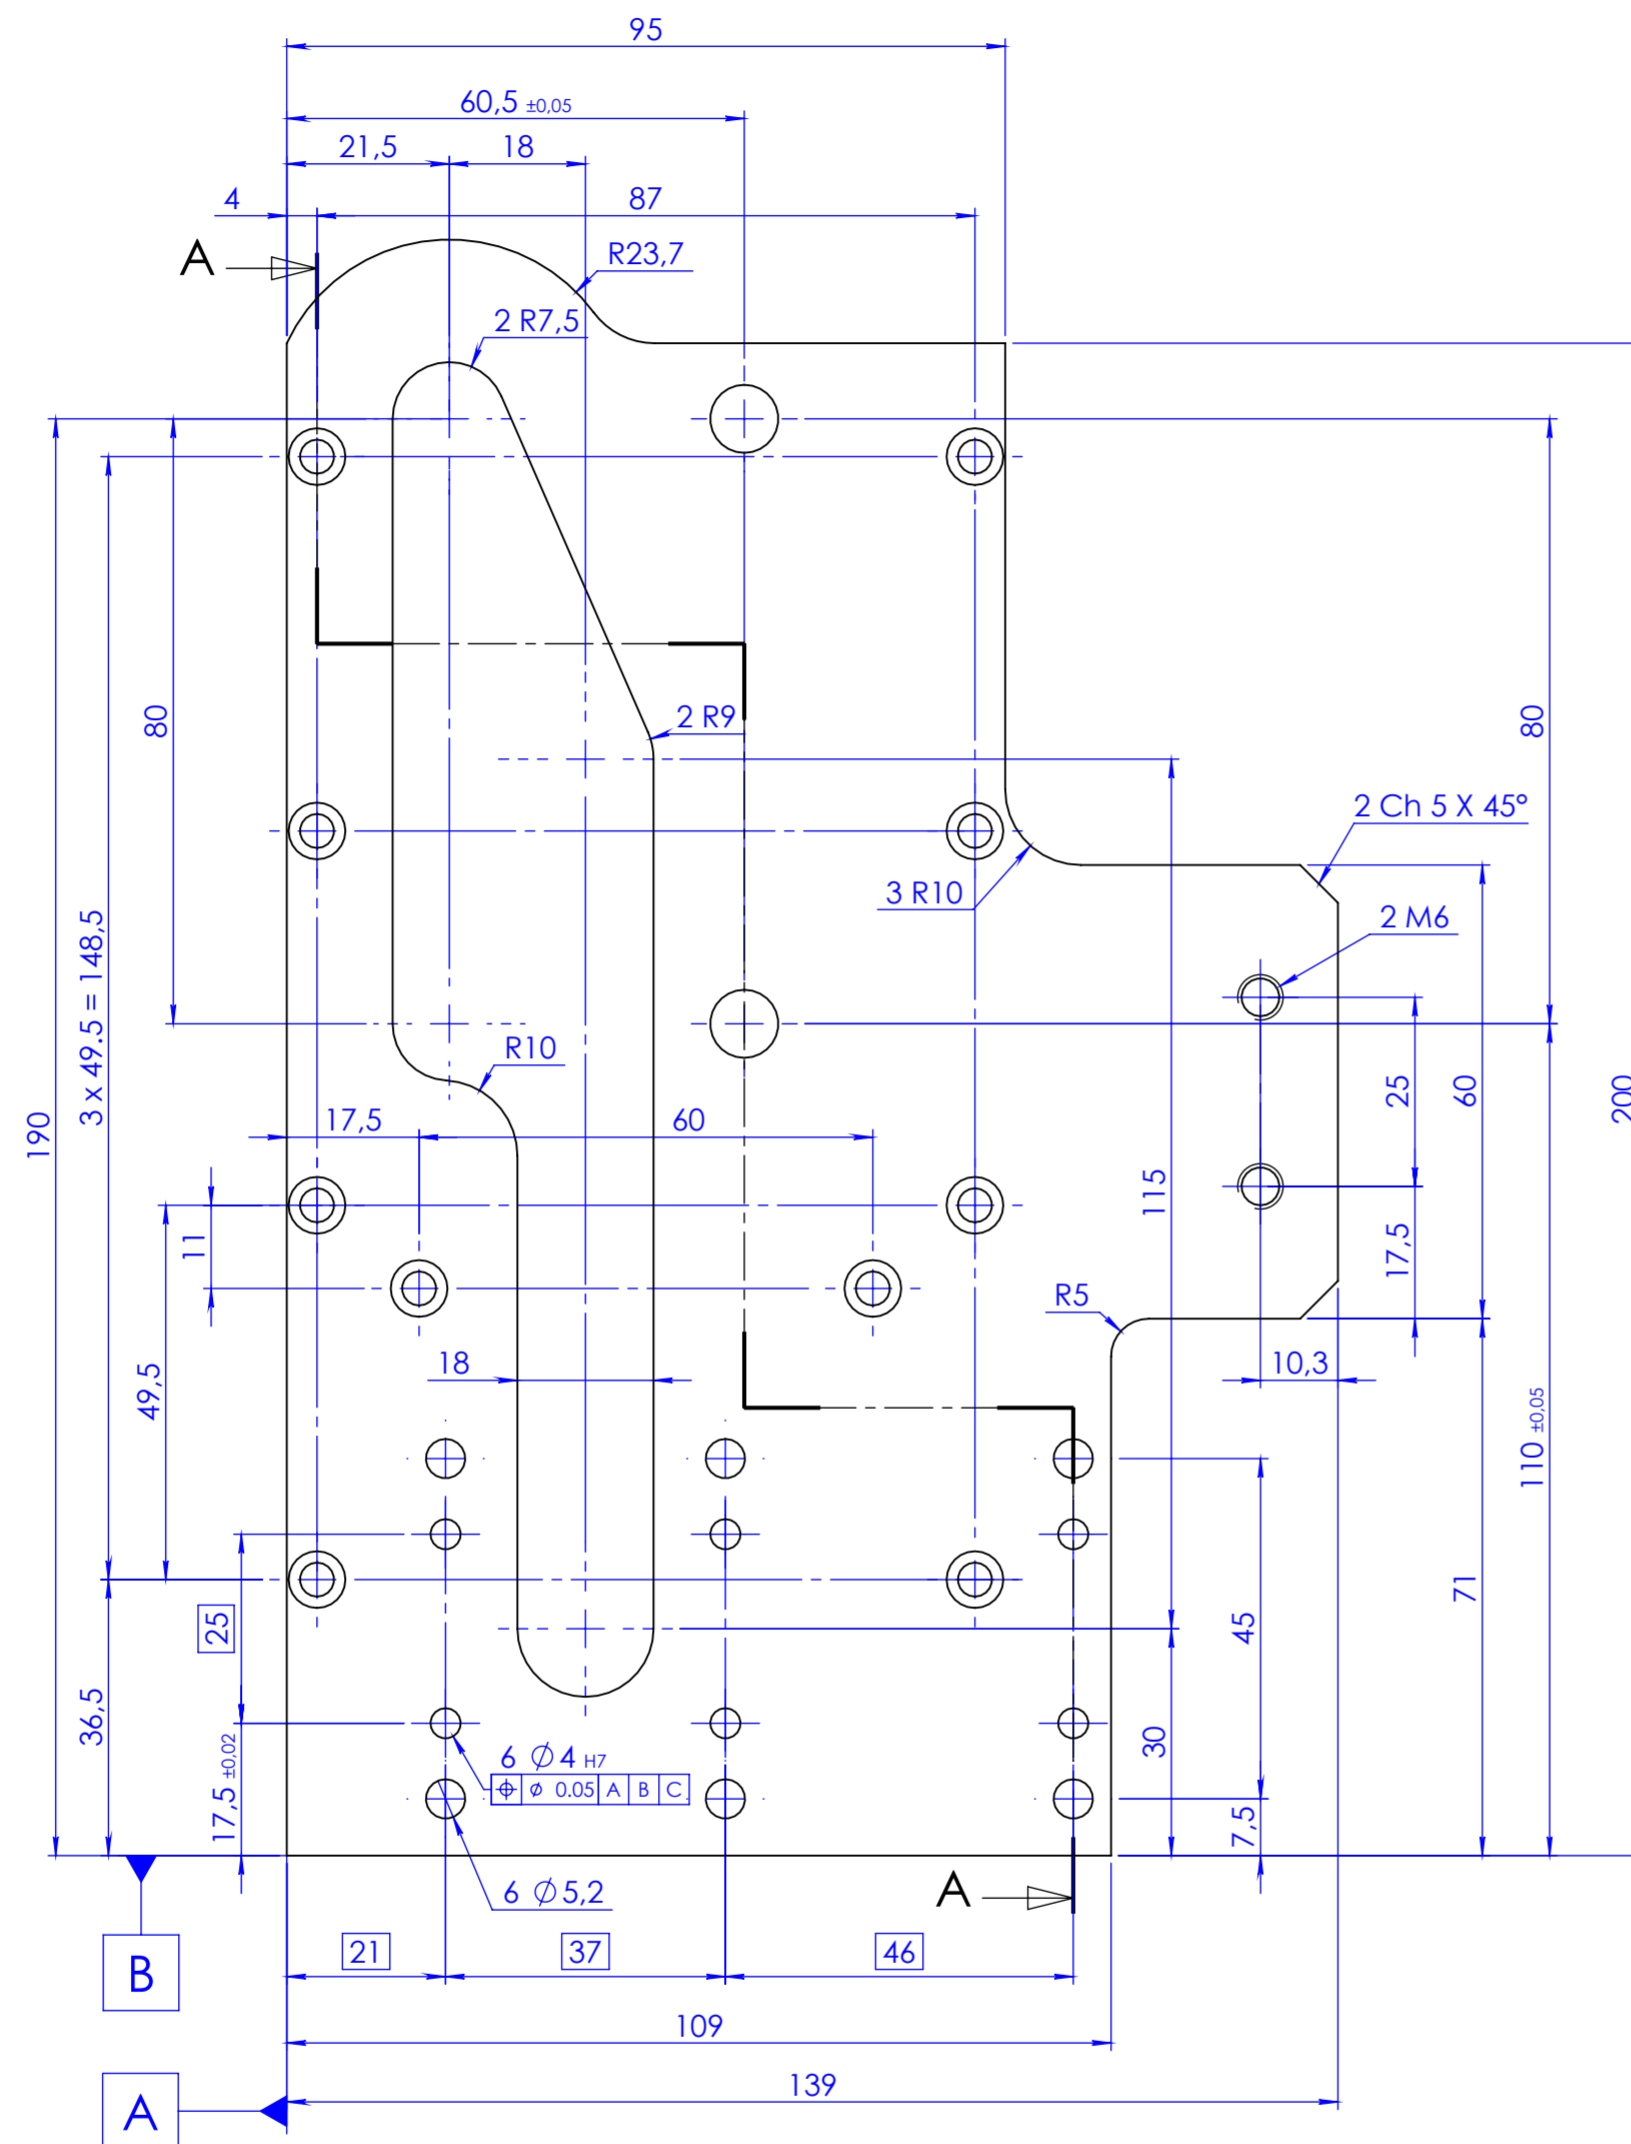 95
60,5 ±0,05
21,5
18
4
87
A
R23,7
2 R7,5
2 R9
80
80
2 Ch 5 X 45°
3 R10
2 M6
3 x 49.5 = 148,5
190
R10
17,5
60
25
60
200
115
11
17,5
R5
18
10,3
49,5
110 ±0,05
71
45
25
36,5
17,5 ±0,02
30
6 Ø 4 H7
⌖ ø 0.05 A B C
7,5
6 Ø 5,2
A
21
37
46
B
109
139
A